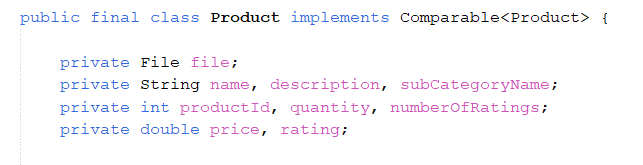 public final class Product implements Comparable<Product> {
private File file;
private String name, description, subCategoryName;
private int productId, quantity, numberOfRatings;
private double price, rating;